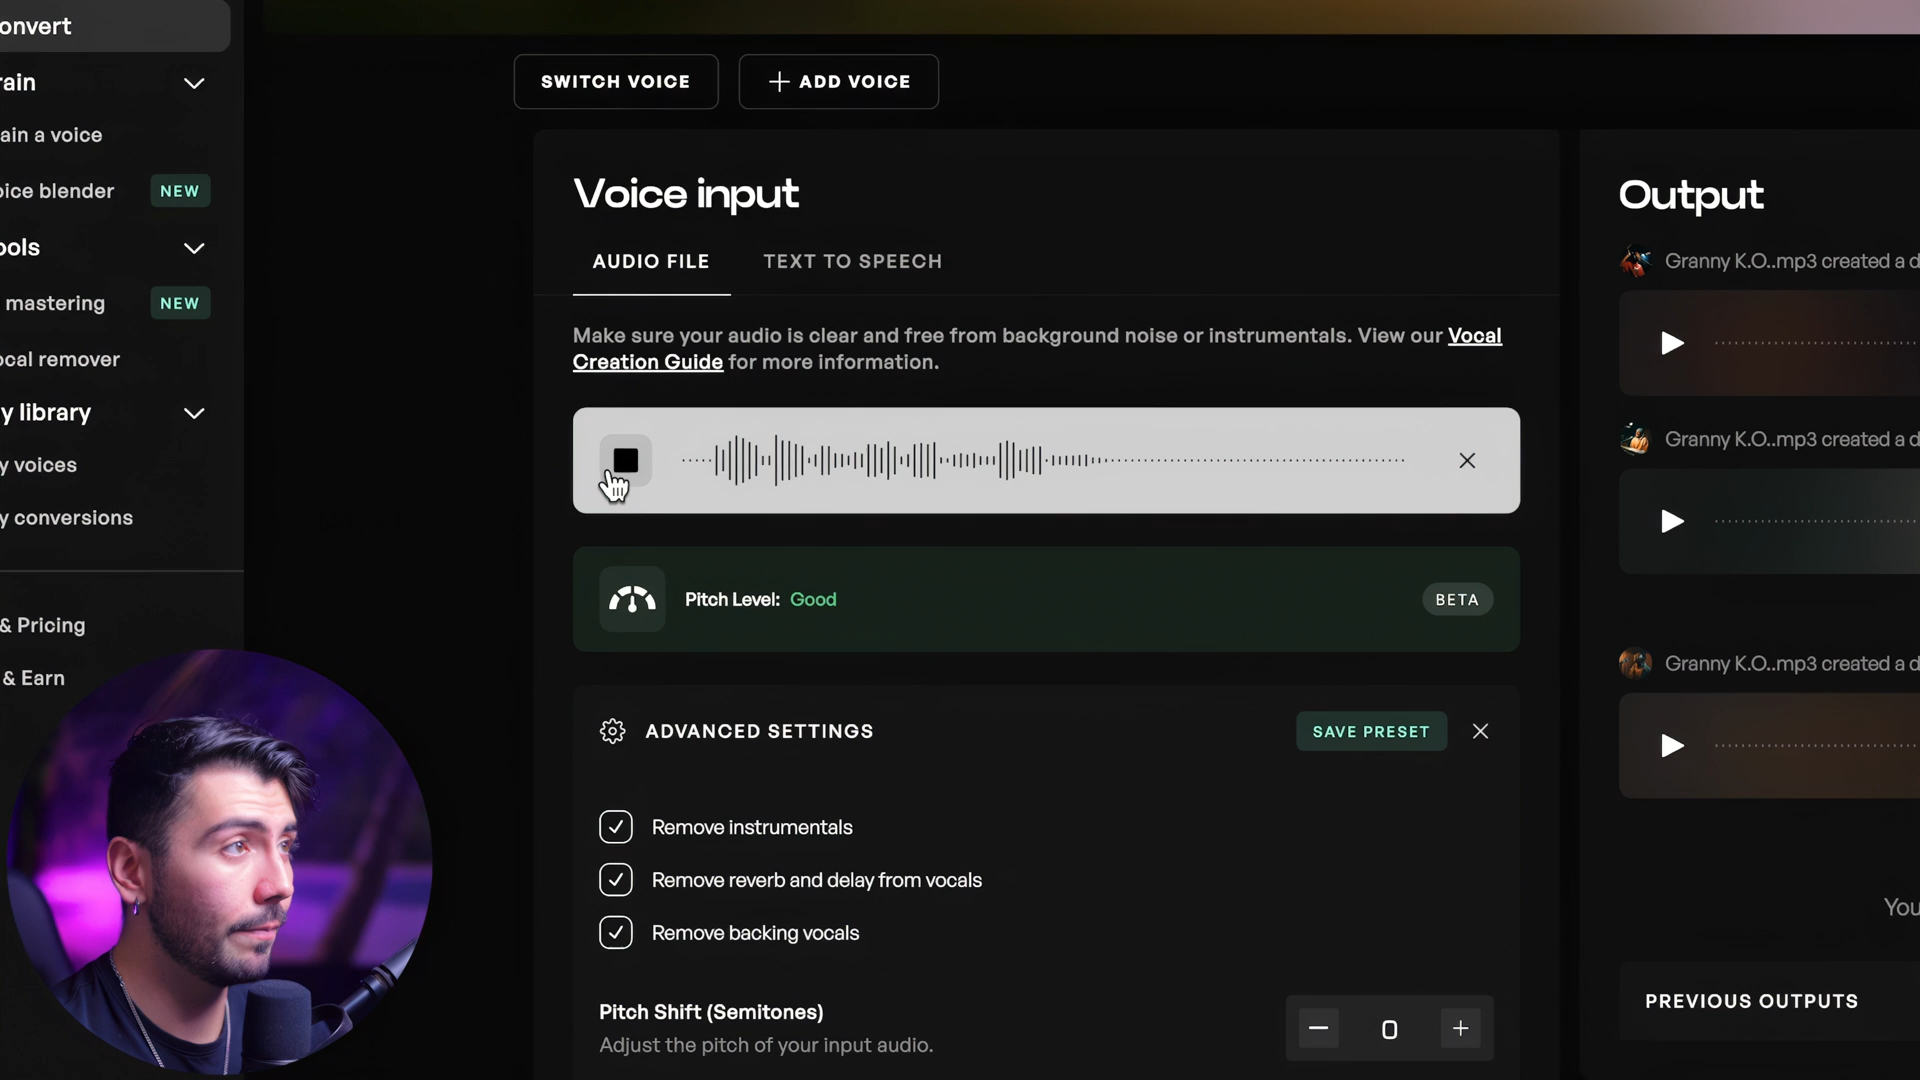 onvert
rain
ain a voice
oice blender NEW
ools
mastering NEW
ocal remover
y library
y voices
y conversions
& Pricing
& Earn
SWITCH VOICE
ADD VOICE
Voice input
AUDIO FILE
TEXT TO SPEECH
Make sure your audio is clear and free from background noise or instrumentals. View our Vocal
Creation Guide for more information.
Pitch Level: Good
BETA
ADVANCED SETTINGS
SAVE PRESET
Remove instrumentals
Remove reverb and delay from vocals
Remove backing vocals
Pitch Shift (Semitones)
Adjust the pitch of your input audio.
0
Output
Granny K.O..mp3 created a d
Granny K.O..mp3 created a d
Granny K.O..mp3 created a d
You
PREVIOUS OUTPUTS